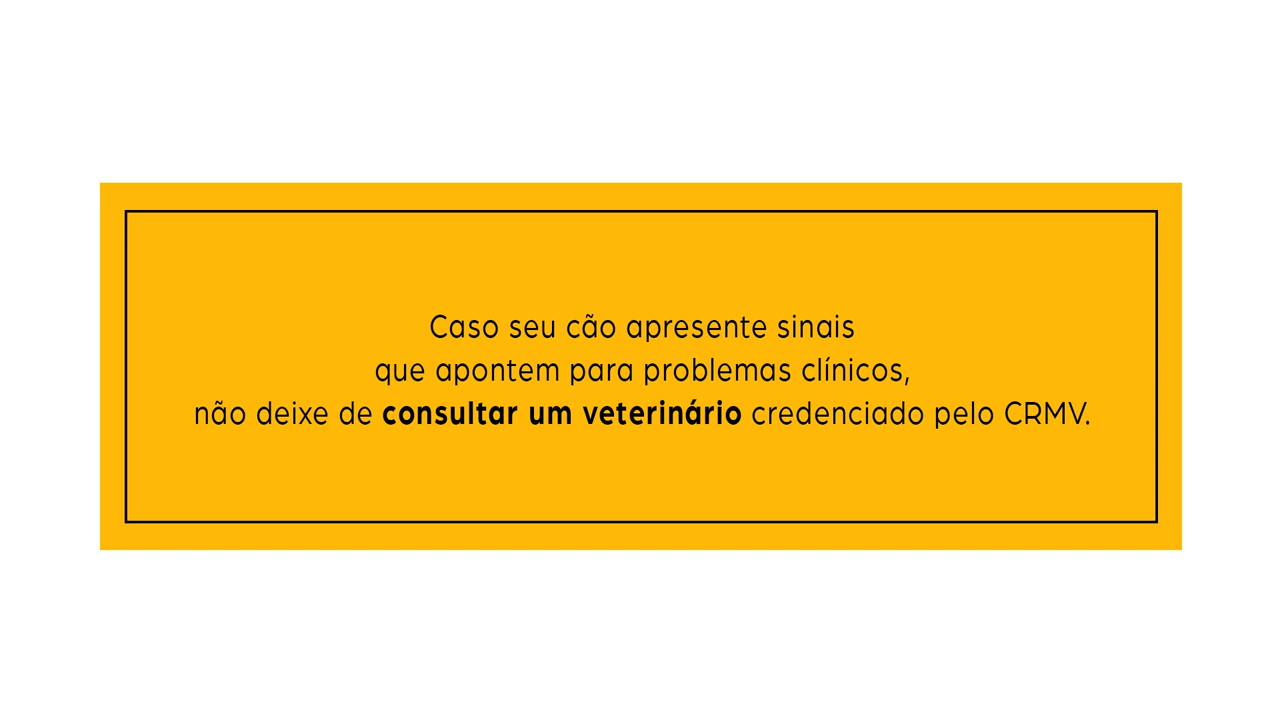 Caso seu cão apresente sinais
que apontem para problemas clínicos,
não deixe de consultar um veterinário credenciado pelo CRMV.